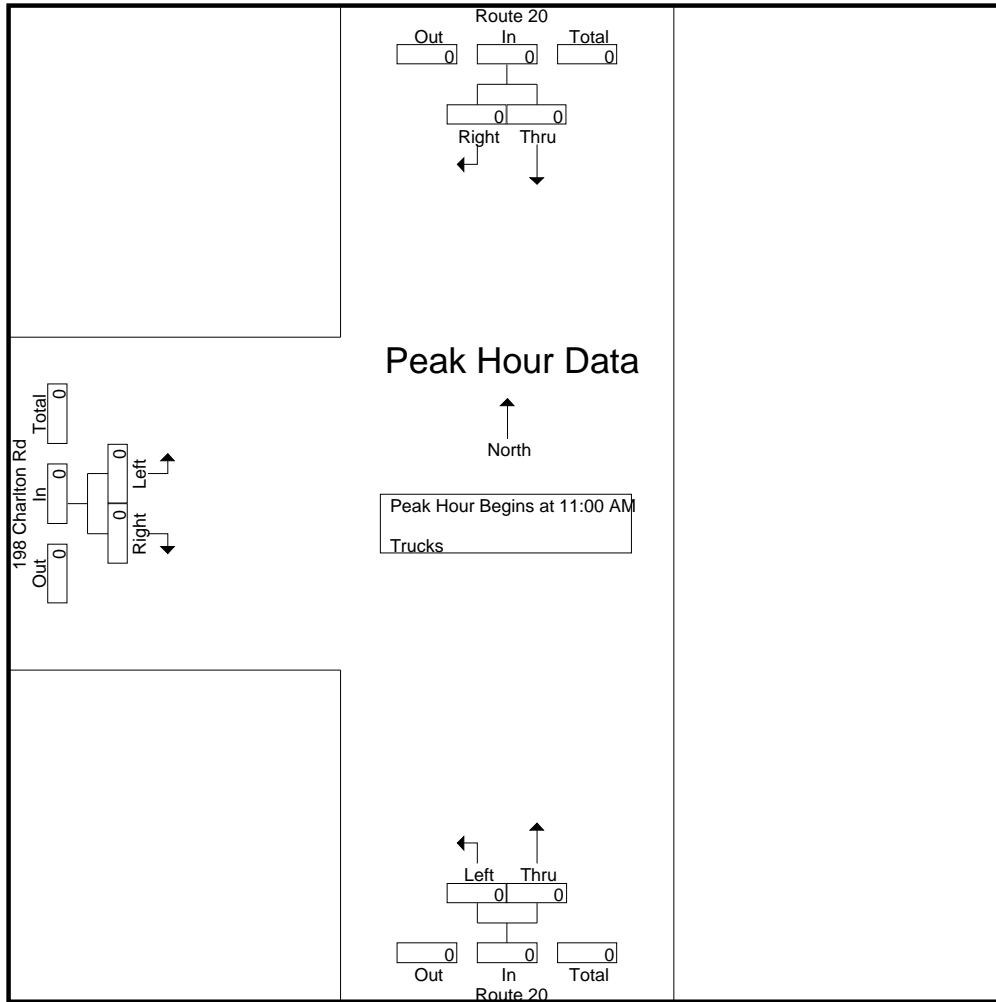 Route 20
Out In Total
0 0 0
0 0
Right Thru
Peak Hour Data
North
Peak Hour Begins at 11:00 AM
Trucks
198 Charlton Rd
Out In Total
0 0 0
Right Left
0 0
Left Thru
0 0
0 0 0
Out In Total
Route 20